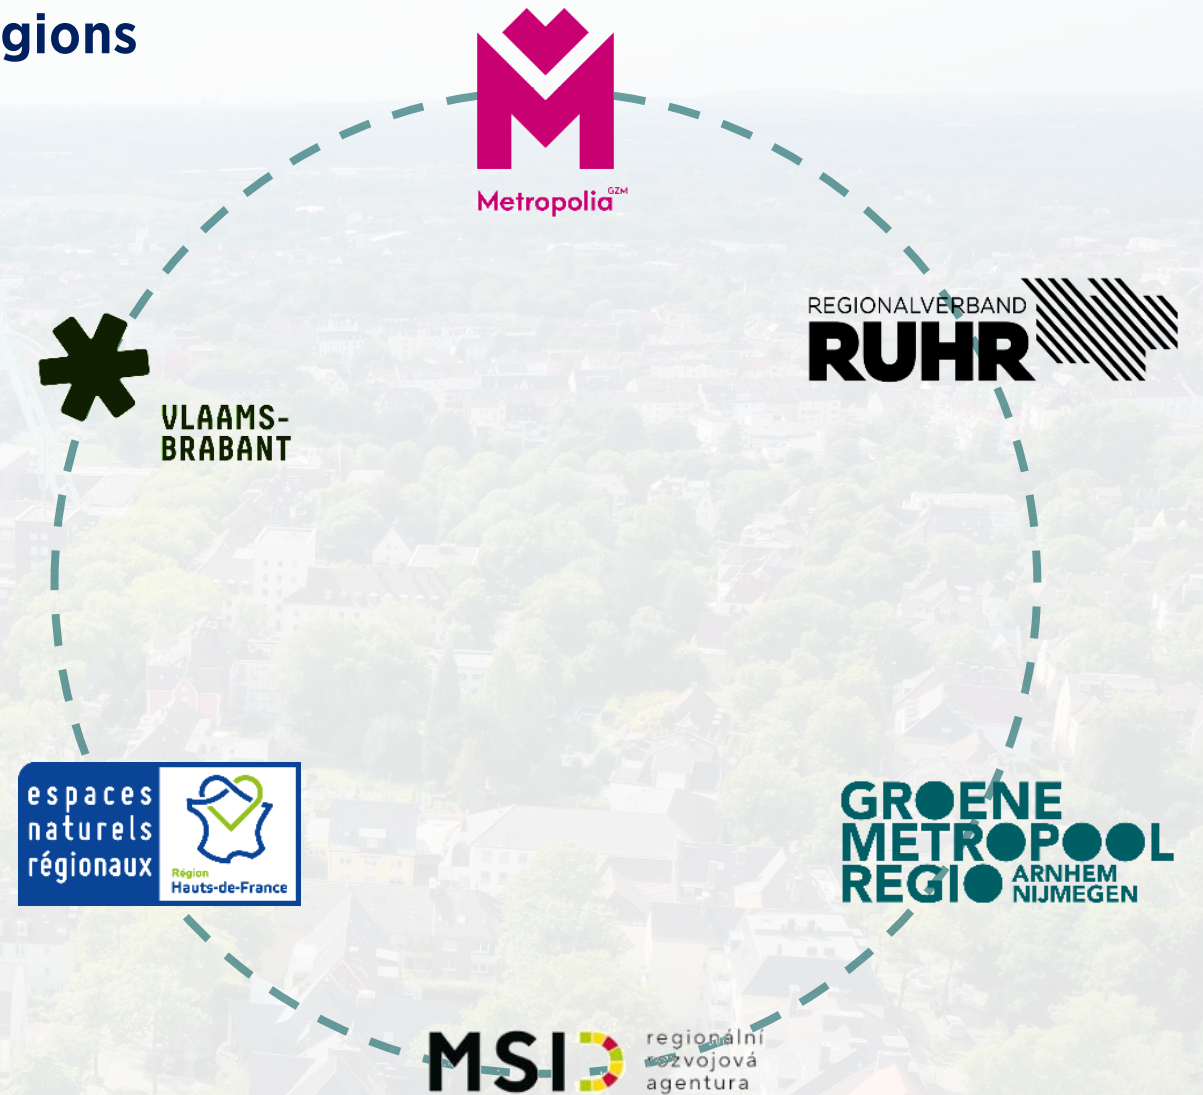 gions
Metropolia GZM
REGIONALVERBAND
RUHR
VLAAMS-
BRABANT
espaces
naturels
régionaux
Région
Hauts-de-France
GROENE
METROPOOL
REGIO ARNHEM
NIJMEGEN
MSID regionální
rozvojová
agentura